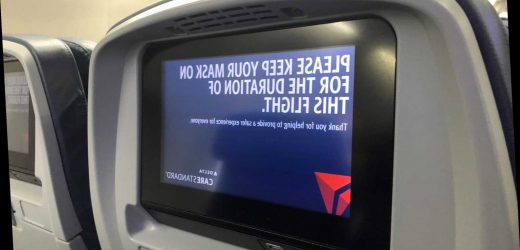 PLEASE KEEP YOUR MASK ON
FOR THE DURATION OF
THIS FLIGHT.
Thank you for helping to provide a safer experience for everyone.
DELTA
CARESTANDARD